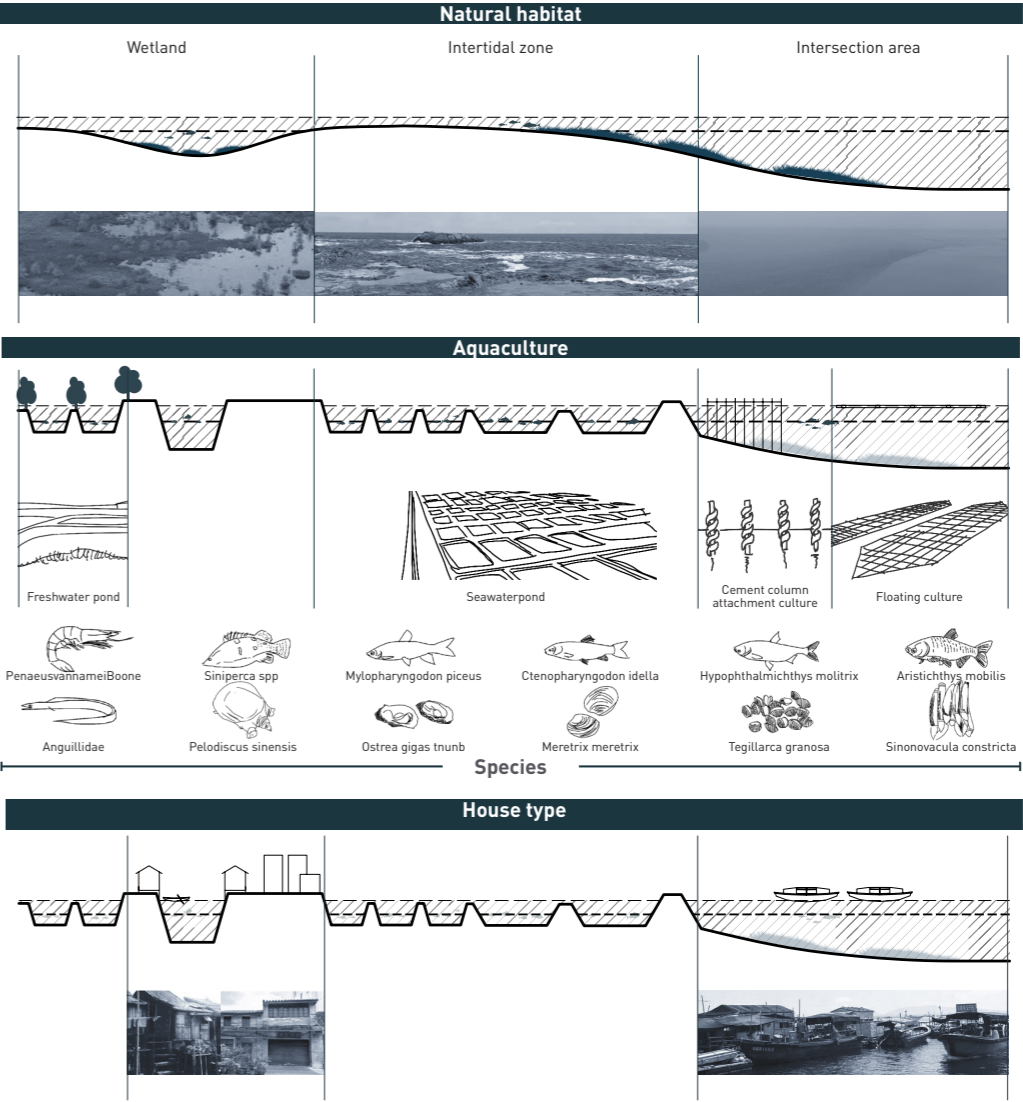 Natural habitat
Wetland
Intertidal zone
Intersection area
Aquaculture
Freshwater pond
Seawaterpond
Cement column
attachment culture
Floating culture
PenaeusvannameiBoone
Siniperca spp
Mylopharyngodon piceus
Ctenopharyngodon idella
Hypophthalmichthys molitrix
Aristichthys mobilis
Anguillidae
Pelodiscus sinensis
Ostrea gigas tnunb
Meretrix meretrix
Tegillarca granosa
Sinonovacula constricta
Species
House type